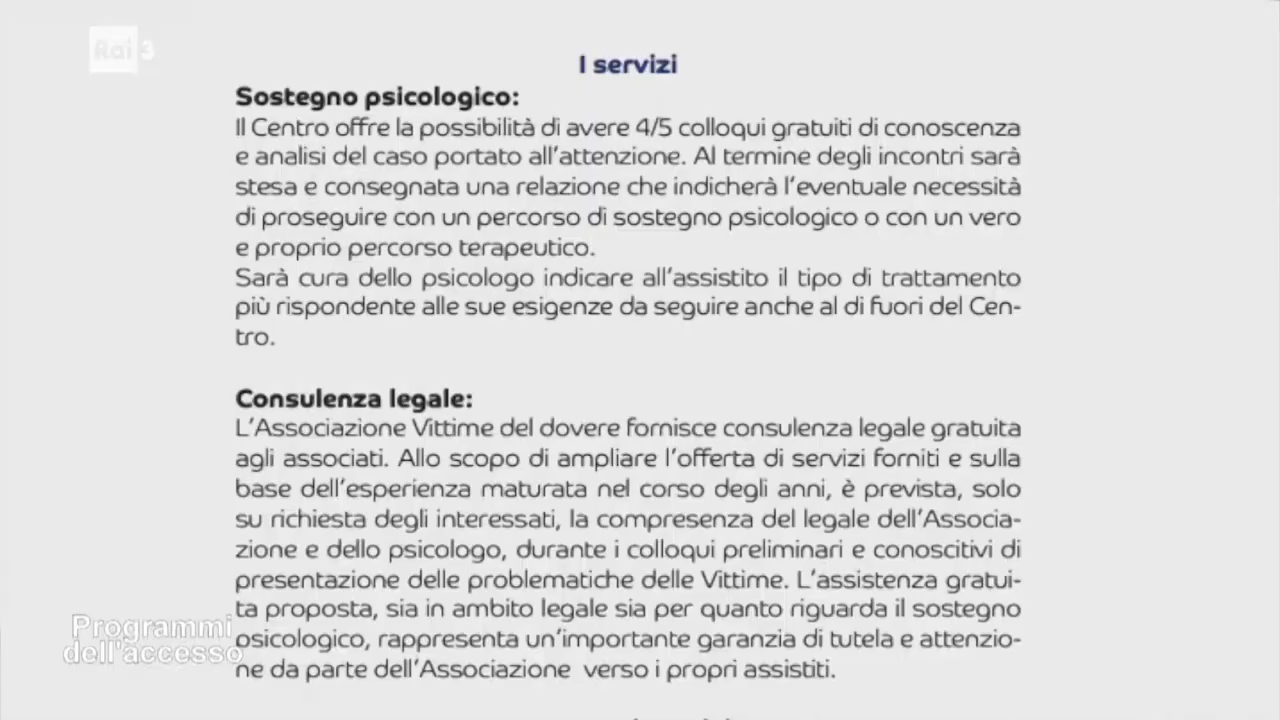 Rai 3
I servizi
Sostegno psicologico:
Il Centro offre la possibilità di avere 4/5 colloqui gratuiti di conoscenza
e analisi del caso portato all'attenzione. Al termine degli incontri sarà
stesa e consegnata una relazione che indicherà l'eventuale necessità
di proseguire con un percorso di sostegno psicologico o con un vero
e proprio percorso terapeutico.
Sarà cura dello psicologo indicare all'assistito il tipo di trattamento
più rispondente alle sue esigenze da seguire anche al di fuori del Cen-
tro.
Consulenza legale:
L'Associazione Vittime del dovere fornisce consulenza legale gratuita
agli associati. Allo scopo di ampliare l'offerta di servizi forniti e sulla
base dell'esperienza maturata nel corso degli anni, è prevista, solo
su richiesta degli interessati, la compresenza del legale dell'Associa-
zione e dello psicologo, durante i colloqui preliminari e conoscitivi di
presentazione delle problematiche delle Vittime. L'assistenza gratui-
ta proposta, sia in ambito legale sia per quanto riguarda il sostegno
psicologico, rappresenta un'importante garanzia di tutela e attenzio-
ne da parte dell'Associazione  verso i propri assistiti.
Programmi
dell'accesso